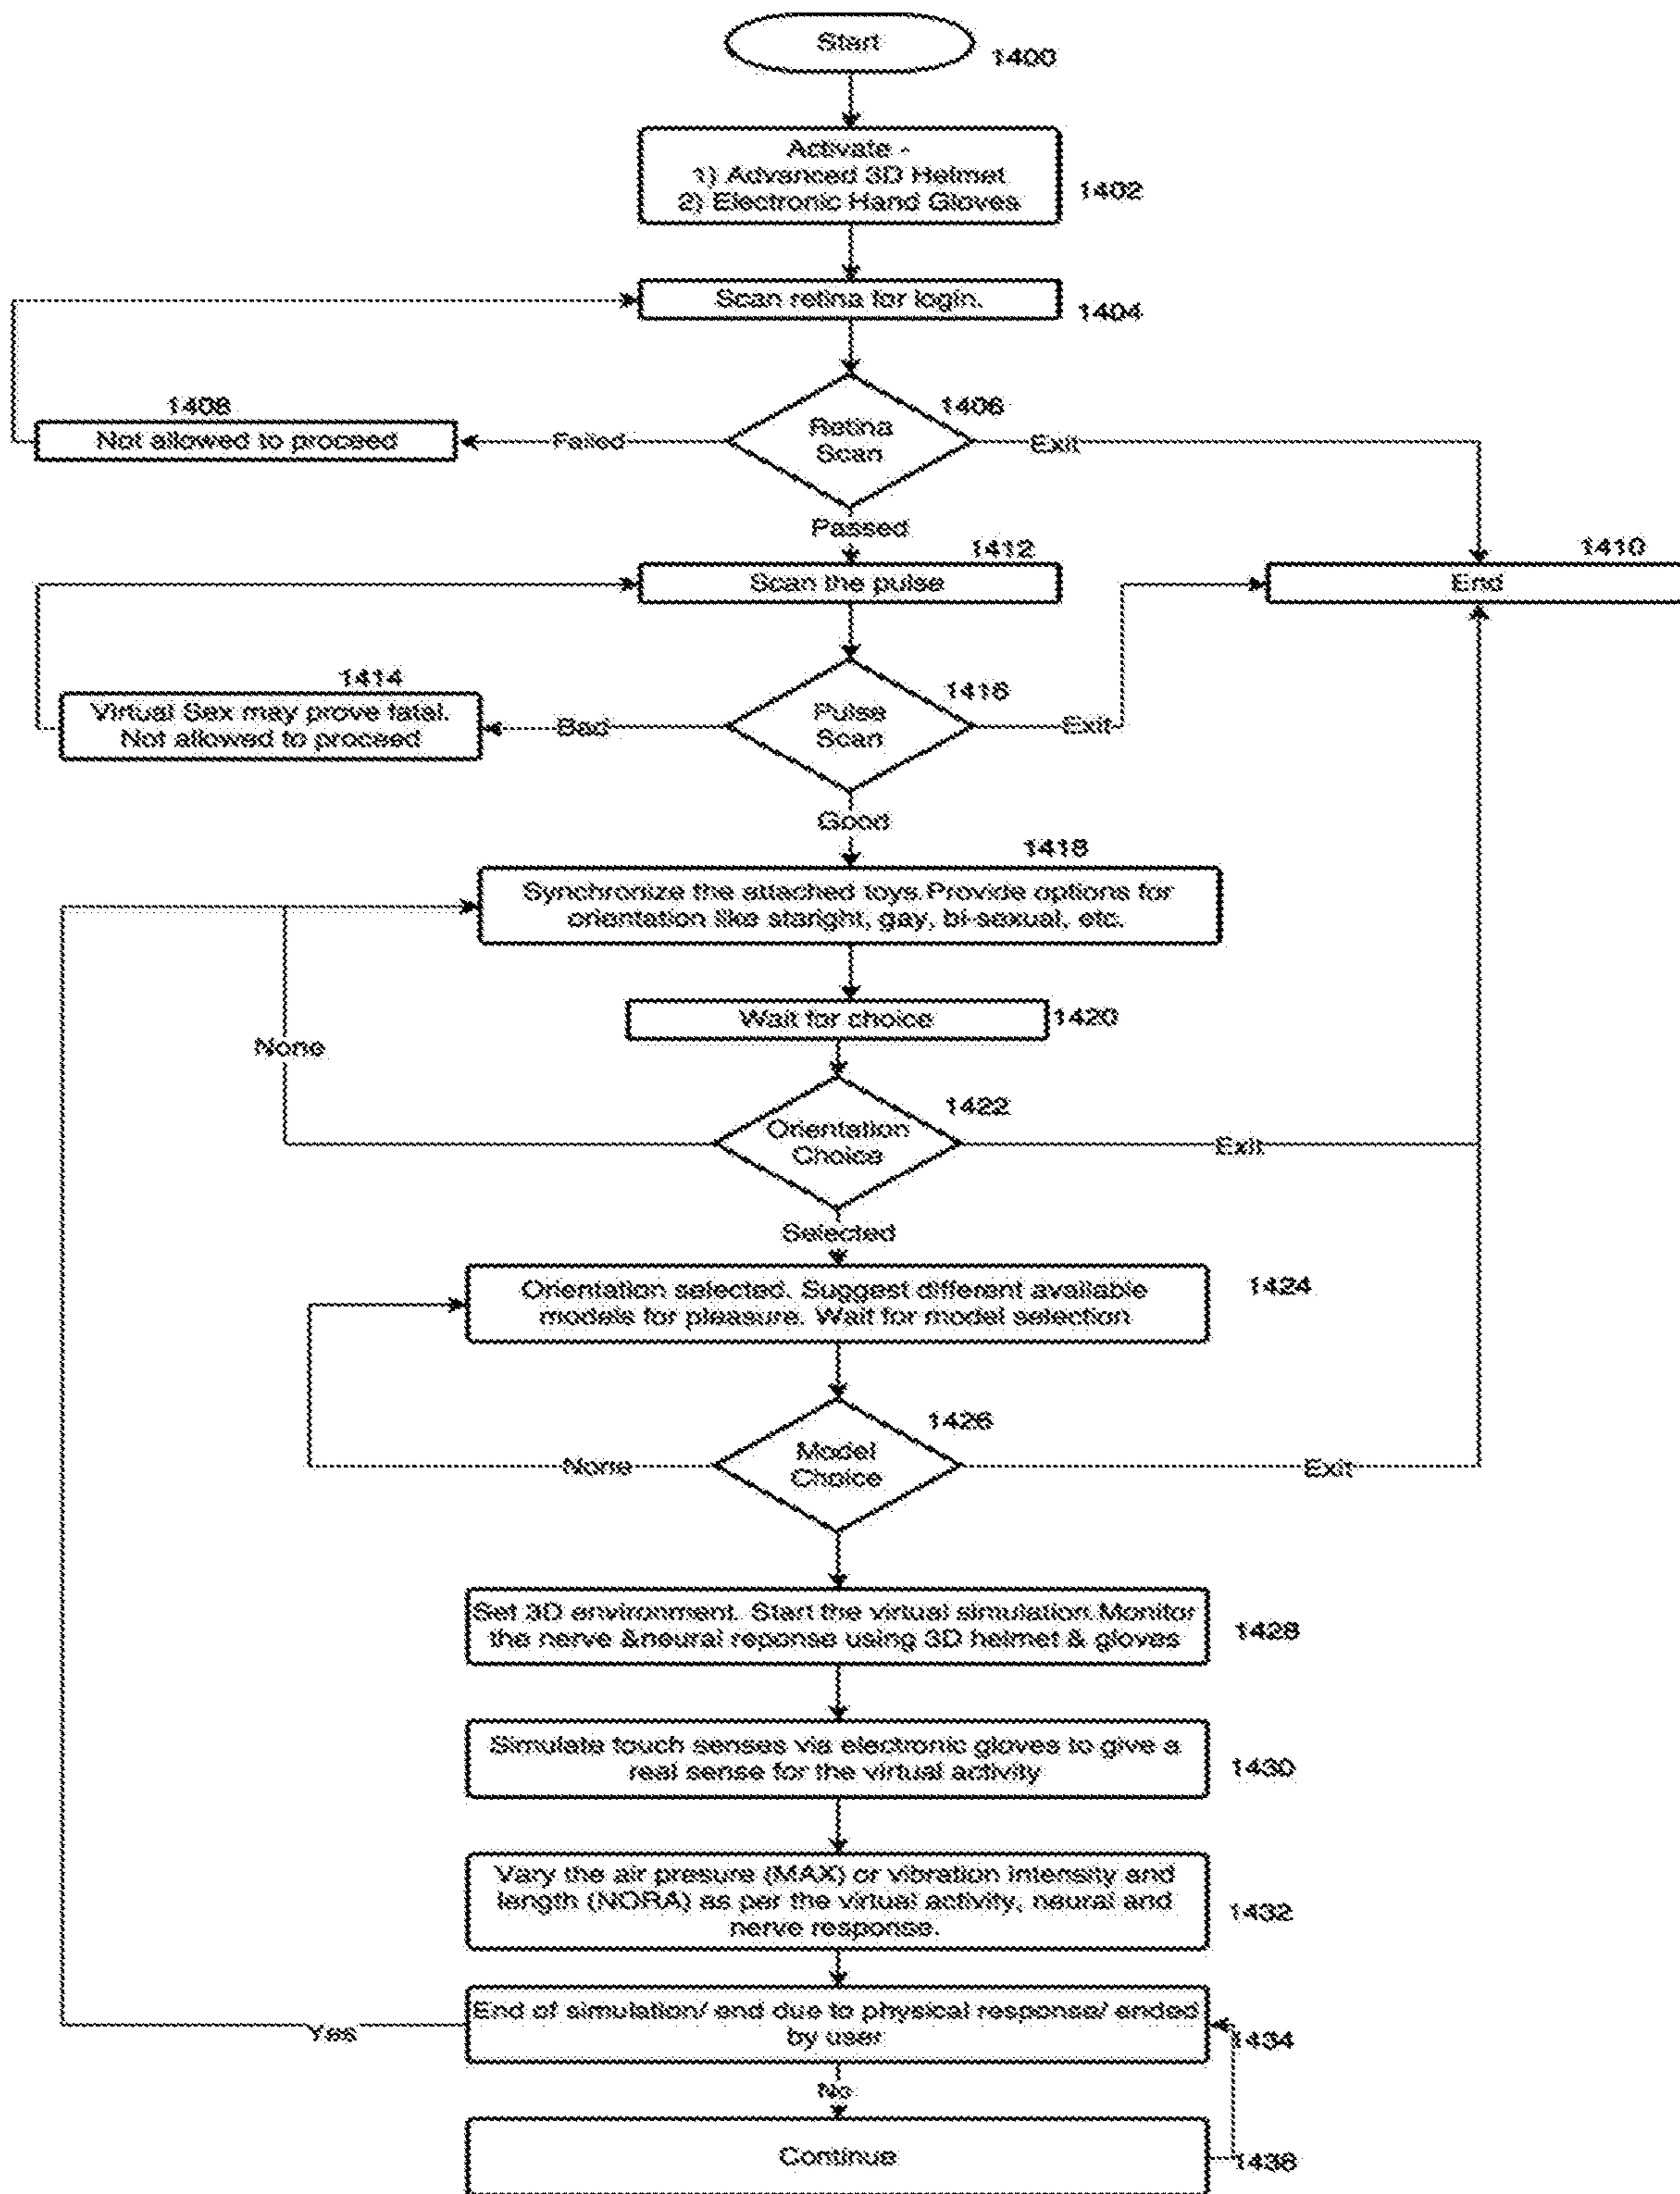 Start
1400
Activate -
1) Advanced 3D Helmet
2) Electronic Hand Gloves
1402
Scan retina for login.
1404
1408
Not allowed to proceed
Failed
Retina
Scan
1406
Exit
Passed
1412
Scan the pulse
1410
End
1414
Virtual Sex may prove fatal.
Not allowed to proceed
Bad
Pulse
Scan
1416
Exit
Good
1418
Synchronize the attached toys.Provide options for
orientation like staright, gay, bi-sexual, etc.
Wait for choice
1420
None
Orientation
Choice
1422
Exit
Selected
Orientation selected. Suggest different available
models for pleasure. Wait for model selection
1424
None
Model
Choice
1426
Exit
Set 3D environment. Start the virtual simulation.Monitor
the nerve &neural reponse using 3D helmet & gloves
1428
Simulate touch senses via electronic gloves to give a
real sense for the virtual activity
1430
Vary the air presure (MAX) or vibration intensity and
length (NORA) as per the virtual activity, neural and
nerve response.
1432
End of simulation/ end due to physical response/ ended
by user
1434
Yes
No
Continue
1436